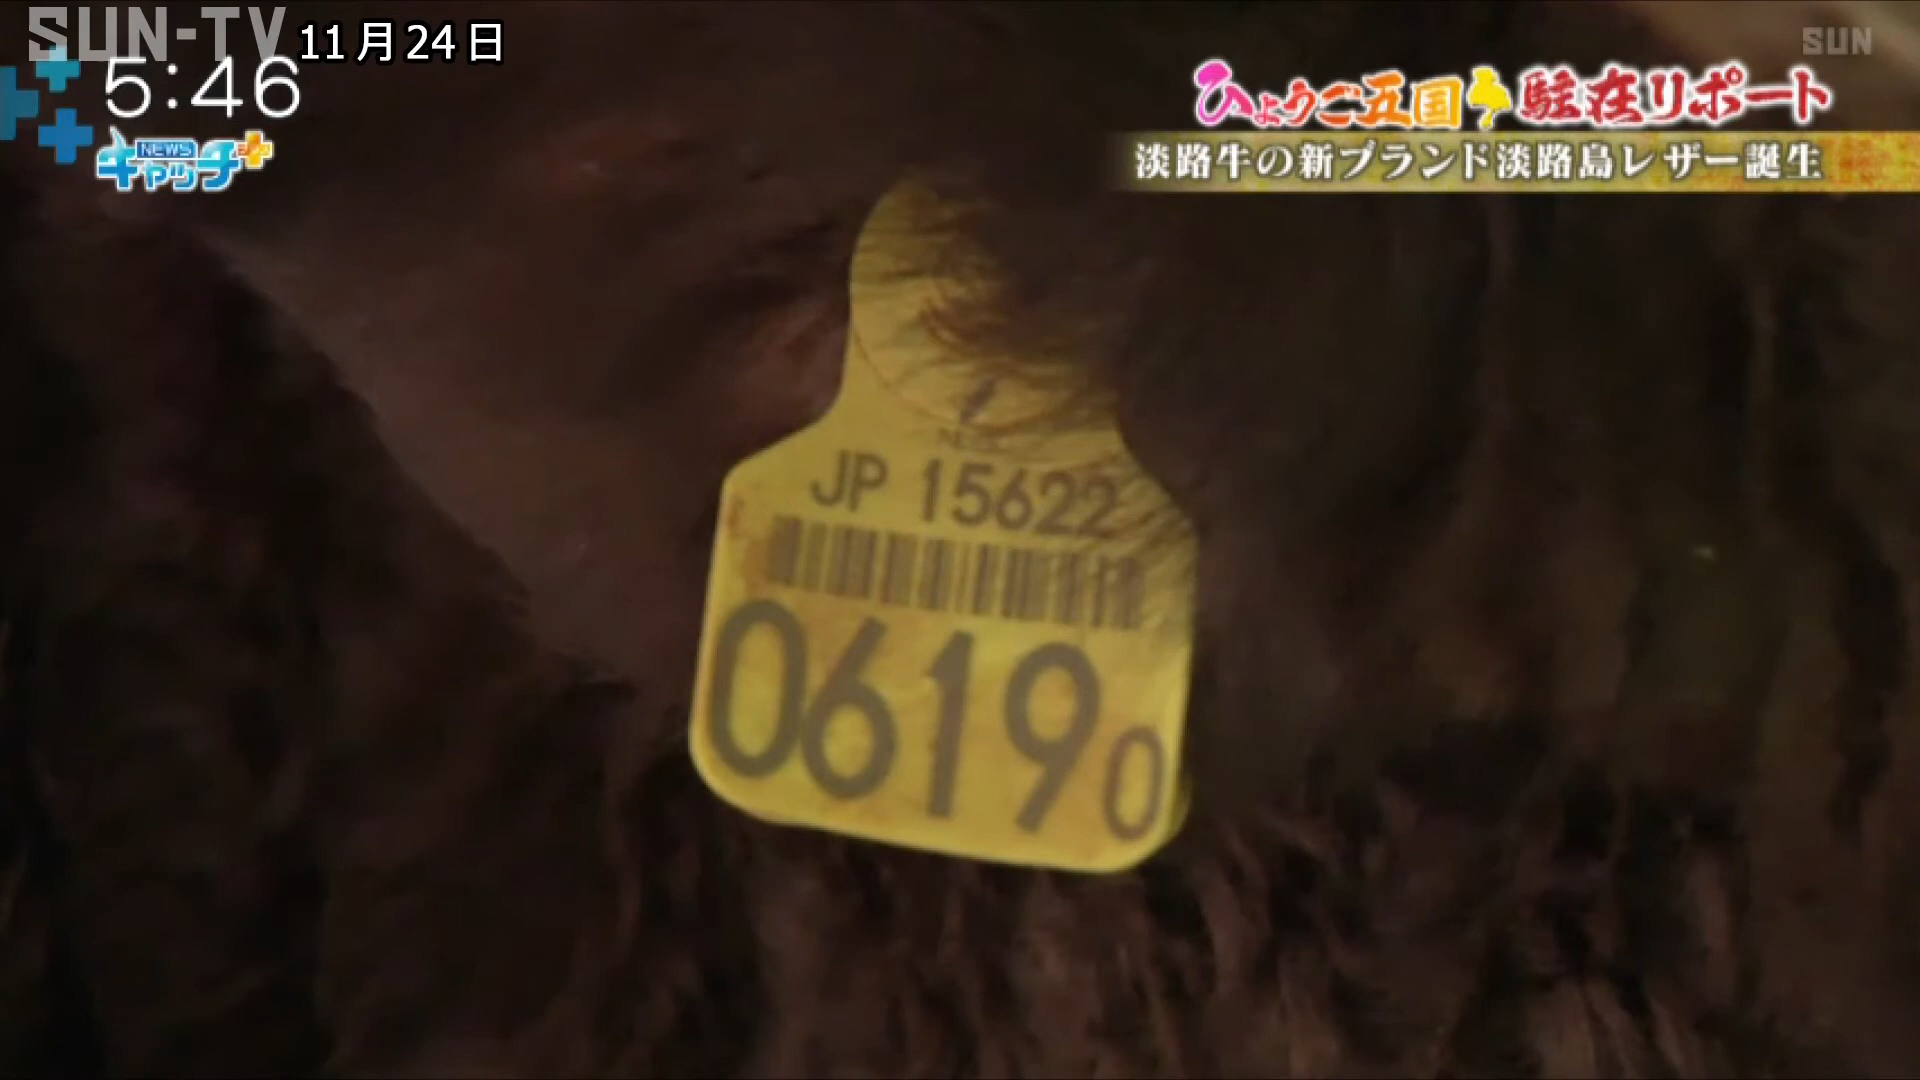 SUN-TV
11月24日
5:46
NEWS
キャッチ+
SUN
ひょうご五国
駐在リポート
淡路牛の新ブランド淡路島レザー誕生
JP 15622
0619 0